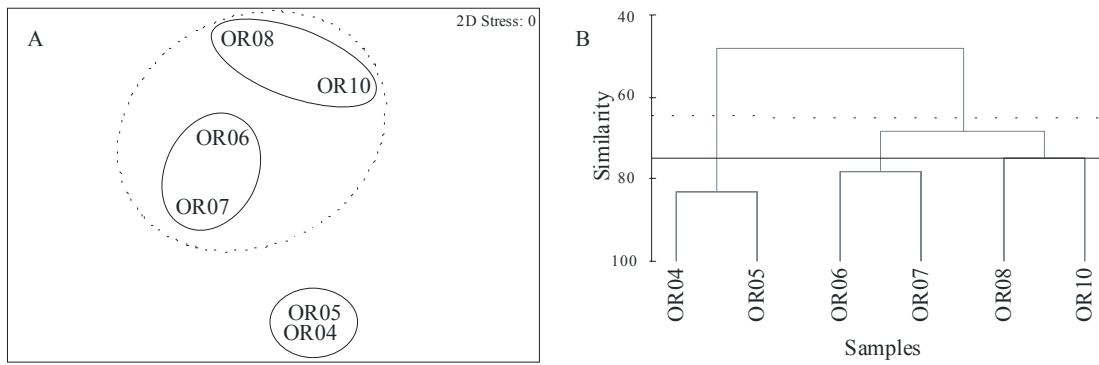 A
2D Stress: 0
OR08
OR10
OR06
OR07
OR05
OR04
B
40
60
80
100
Similarity
OR04
OR05
OR06
OR07
OR08
OR10
Samples